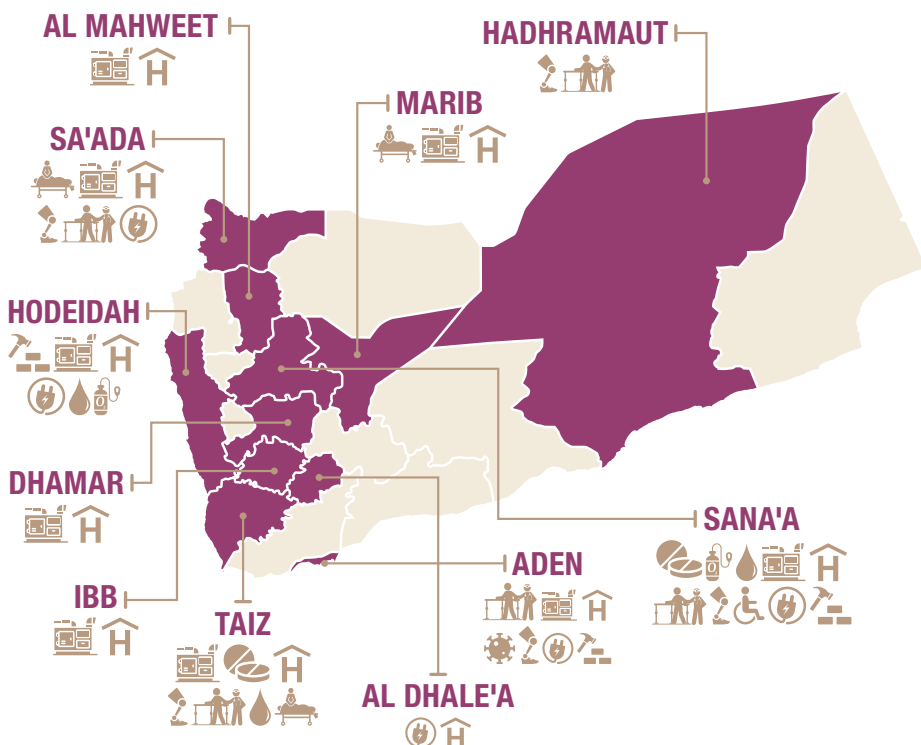 AL MAHWEET
HADHRAMAUT
MARIB
SA'ADA
HODEIDAH
DHAMAR
SANA'A
ADEN
IBB
TAIZ
AL DHALE'A